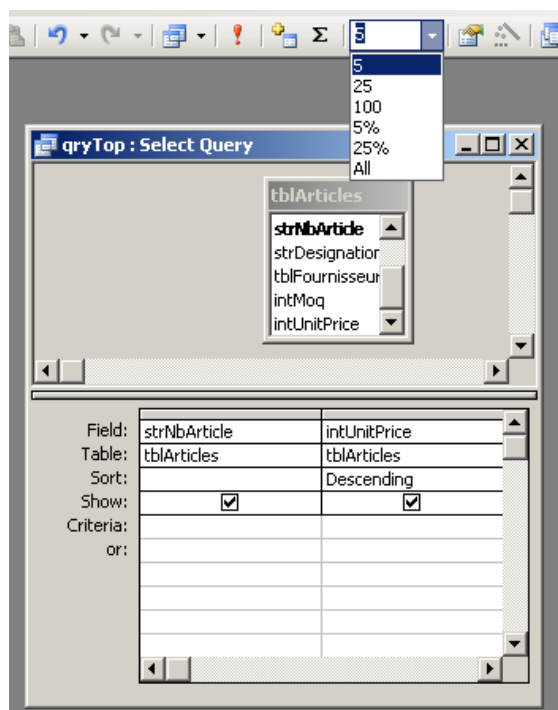 Σ 5
5
25
100
5%
25%
All
qryTop : Select Query
tblArticles
strNbArticle
strDesignation
tblFournisseur
intMoq
intUnitPrice
Field: strNbArticle intUnitPrice
Table: tblArticles tblArticles
Sort: Descending
Show:
Criteria:
or: